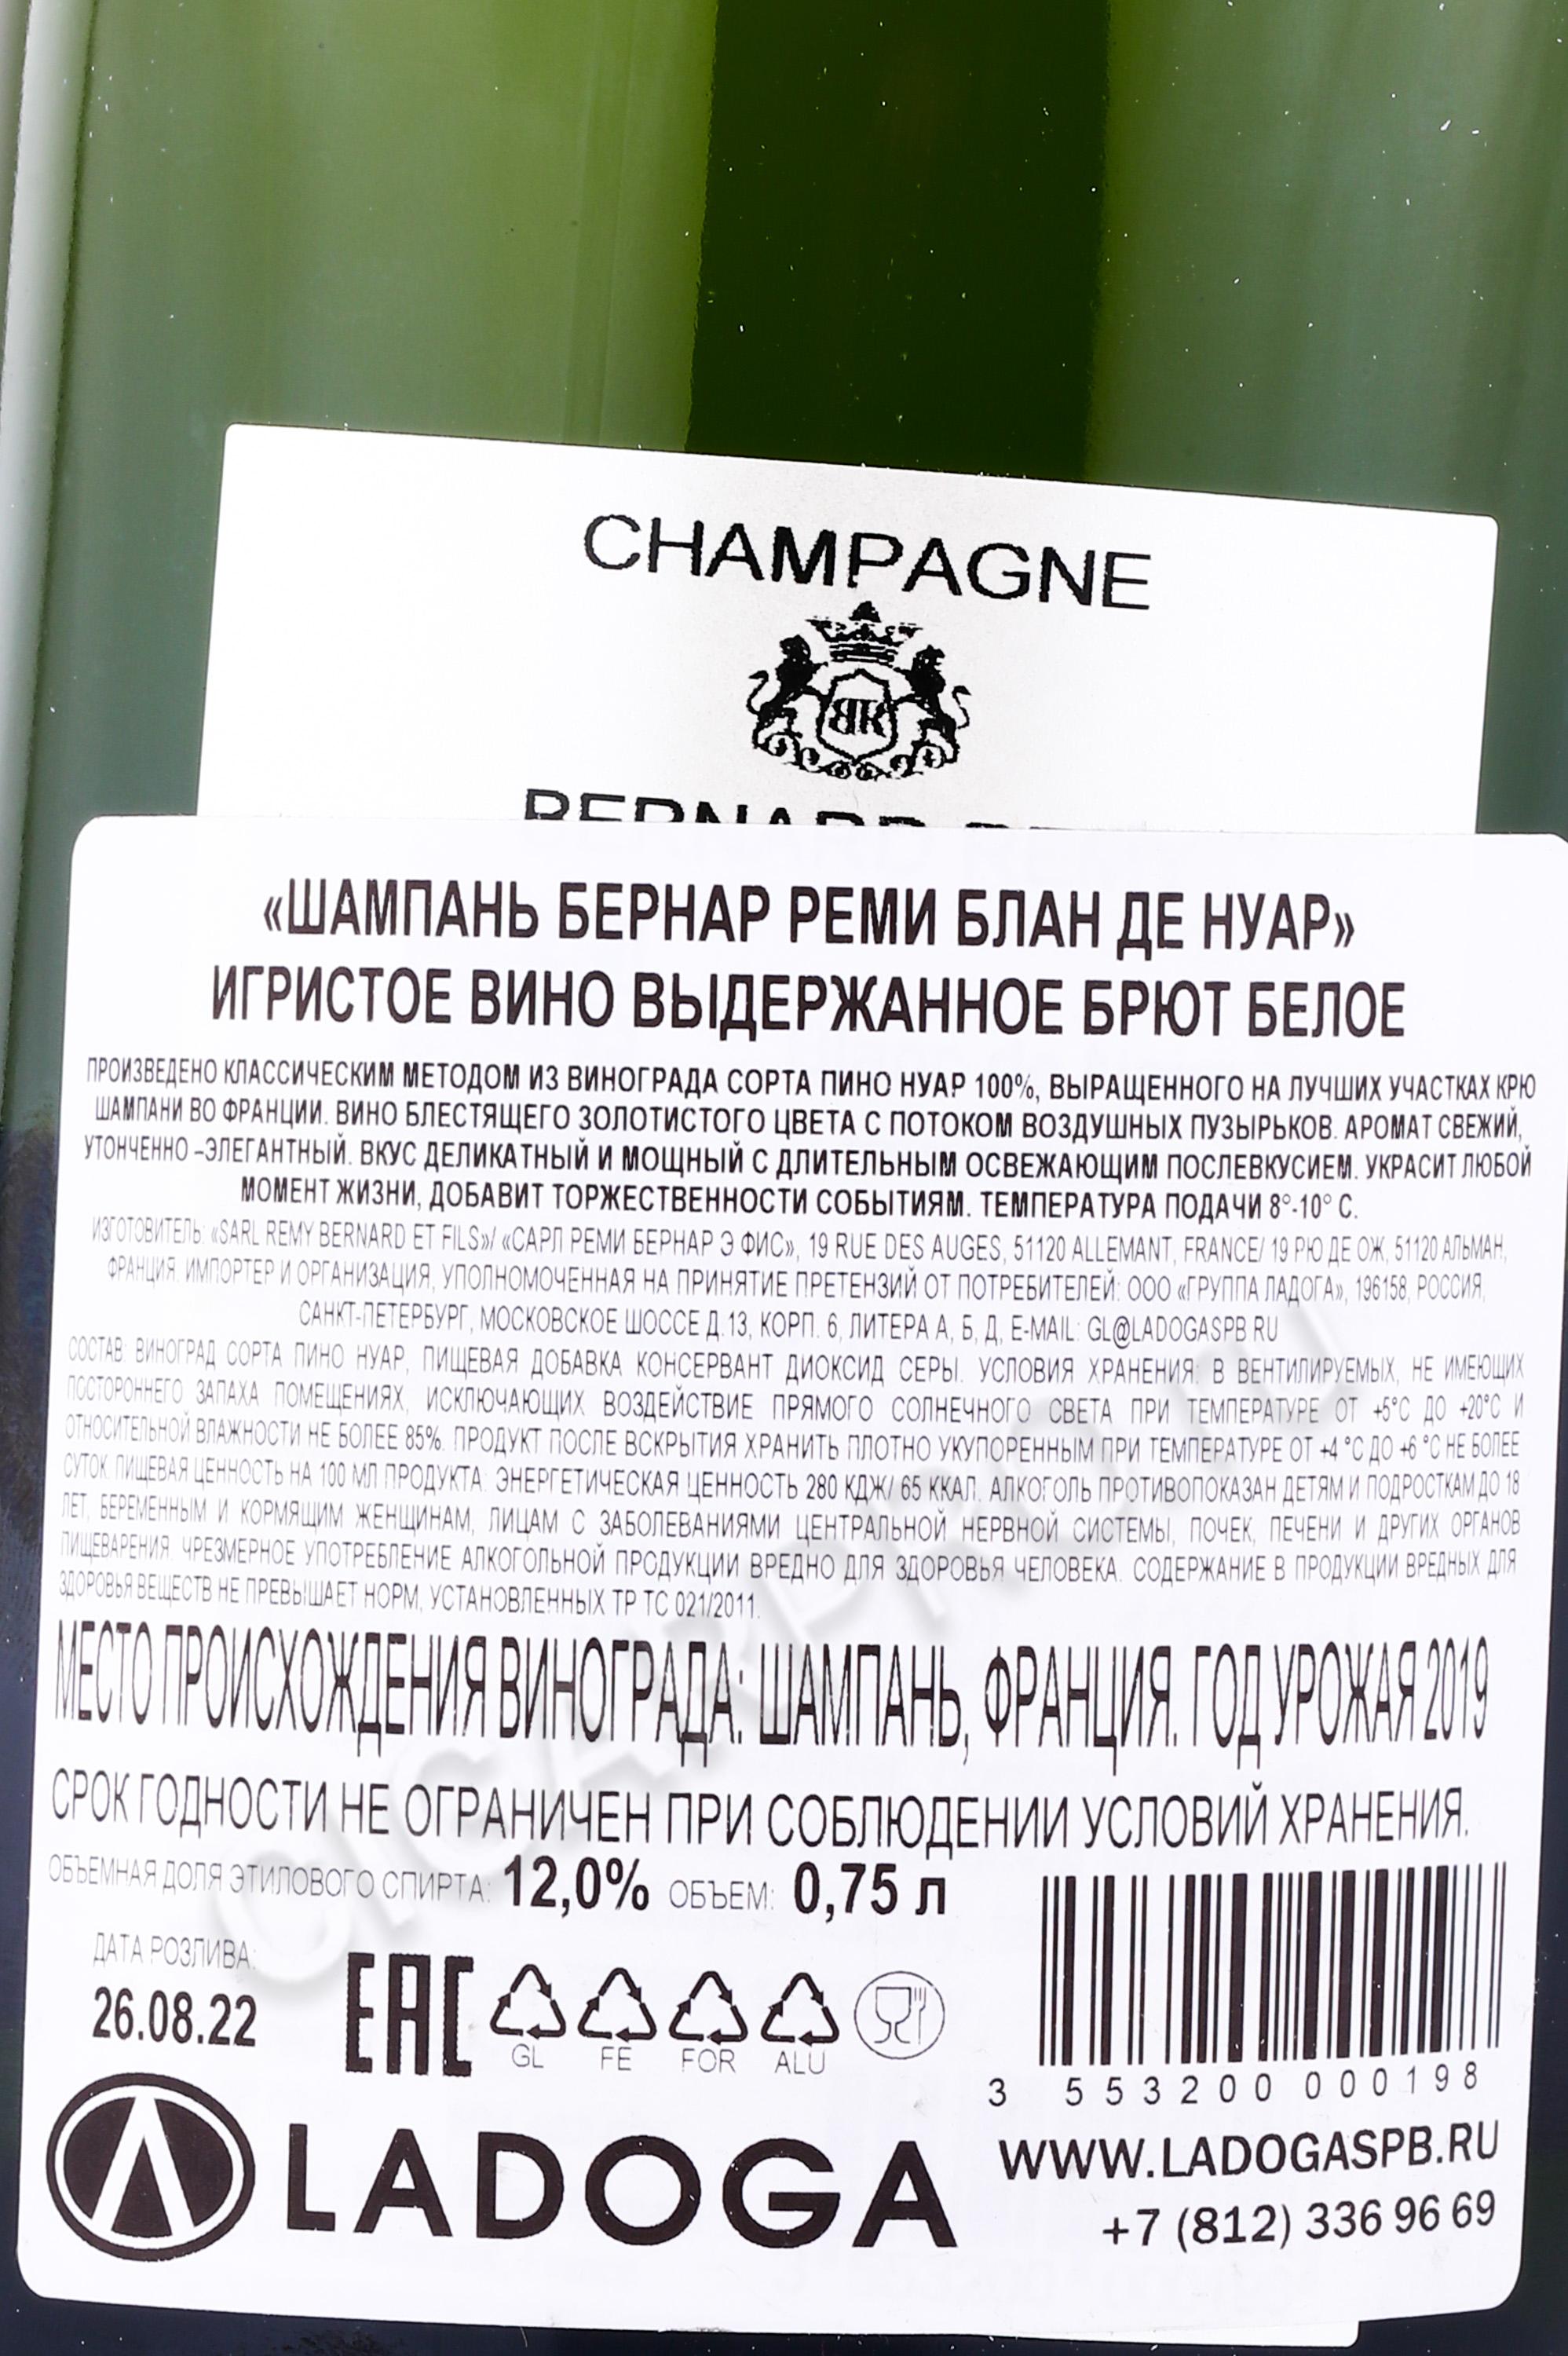 CHAMPAGNE
BERNARD
«ШАМПАНЬ БЕРНАР РЕМИ БЛАН ДЕ НУАР»
ИГРИСТОЕ ВИНО ВЫДЕРЖАННОЕ БРЮТ БЕЛОЕ
ПРОИЗВЕДЕНО КЛАССИЧЕСКИМ МЕТОДОМ ИЗ ВИНОГРАДА СОРТА ПИНО НУАР 100%, ВЫРАЩЕННОГО НА ЛУЧШИХ УЧАСТКАХ КРЮ
ШАМПАНИ ВО ФРАНЦИИ. ВИНО БЛЕСТЯЩЕГО ЗОЛОТИСТОГО ЦВЕТА С ПОТОКОМ ВОЗДУШНЫХ ПУЗЫРЬКОВ. АРОМАТ СВЕЖИЙ,
УТОНЧЕННО –ЭЛЕГАНТНЫЙ. ВКУС ДЕЛИКАТНЫЙ И МОЩНЫЙ С ДЛИТЕЛЬНЫМ ОСВЕЖАЮЩИМ ПОСЛЕВКУСИЕМ. УКРАСИТ ЛЮБОЙ
МОМЕНТ ЖИЗНИ, ДОБАВИТ ТОРЖЕСТВЕННОСТИ СОБЫТИЯМ. ТЕМПЕРАТУРА ПОДАЧИ 8°-10° С.
ИЗГОТОВИТЕЛЬ: «SARL REMY BERNARD ET FILS»/ «САРЛ РЕМИ БЕРНАР Э ФИС», 19 RUE DES AUGES, 51120 ALLEMANT, FRANCE/ 19 РЮ ДЕ ОЖ, 51120 АЛЬМАН,
ФРАНЦИЯ. ИМПОРТЕР И ОРГАНИЗАЦИЯ, УПОЛНОМОЧЕННАЯ НА ПРИНЯТИЕ ПРЕТЕНЗИЙ ОТ ПОТРЕБИТЕЛЕЙ: ООО «ГРУППА ЛАДОГА», 196158, РОССИЯ,
САНКТ-ПЕТЕРБУРГ, МОСКОВСКОЕ ШОССЕ Д.13, КОРП. 6, ЛИТЕРА А, Б, Д, E-MAIL: GL@LADOGASPB.RU
СОСТАВ: ВИНОГРАД СОРТА ПИНО НУАР, ПИЩЕВАЯ ДОБАВКА КОНСЕРВАНТ ДИОКСИД СЕРЫ. УСЛОВИЯ ХРАНЕНИЯ: В ВЕНТИЛИРУЕМЫХ, НЕ ИМЕЮЩИХ
ПОСТОРОННЕГО ЗАПАХА ПОМЕЩЕНИЯХ, ИСКЛЮЧАЮЩИХ ВОЗДЕЙСТВИЕ ПРЯМОГО СОЛНЕЧНОГО СВЕТА ПРИ ТЕМПЕРАТУРЕ ОТ +5°С ДО +20°С И
ОТНОСИТЕЛЬНОЙ ВЛАЖНОСТИ НЕ БОЛЕЕ 85%. ПРОДУКТ ПОСЛЕ ВСКРЫТИЯ ХРАНИТЬ ПЛОТНО УКУПОРЕННЫМ ПРИ ТЕМПЕРАТУРЕ ОТ +4 °С ДО +6 °С НЕ БОЛЕЕ
СУТОК. ПИЩЕВАЯ ЦЕННОСТЬ НА 100 МЛ ПРОДУКТА: ЭНЕРГЕТИЧЕСКАЯ ЦЕННОСТЬ 280 КДЖ/ 65 ККАЛ. АЛКОГОЛЬ ПРОТИВОПОКАЗАН ДЕТЯМ И ПОДРОСТКАМ ДО 18
ЛЕТ, БЕРЕМЕННЫМ И КОРМЯЩИМ ЖЕНЩИНАМ, ЛИЦАМ С ЗАБОЛЕВАНИЯМИ ЦЕНТРАЛЬНОЙ НЕРВНОЙ СИСТЕМЫ, ПОЧЕК, ПЕЧЕНИ И ДРУГИХ ОРГАНОВ
ПИЩЕВАРЕНИЯ. ЧРЕЗМЕРНОЕ УПОТРЕБЛЕНИЕ АЛКОГОЛЬНОЙ ПРОДУКЦИИ ВРЕДНО ДЛЯ ЗДОРОВЬЯ ЧЕЛОВЕКА. СОДЕРЖАНИЕ В ПРОДУКЦИИ ВРЕДНЫХ ДЛЯ
ЗДОРОВЬЯ ВЕЩЕСТВ НЕ ПРЕВЫШАЕТ НОРМ, УСТАНОВЛЕННЫХ ТР ТС 021/2011.
МЕСТО ПРОИСХОЖДЕНИЯ ВИНОГРАДА: ШАМПАНЬ, ФРАНЦИЯ. ГОД УРОЖАЯ 2019
СРОК ГОДНОСТИ НЕ ОГРАНИЧЕН ПРИ СОБЛЮДЕНИИ УСЛОВИЙ ХРАНЕНИЯ.
ОБЪЕМНАЯ ДОЛЯ ЭТИЛОВОГО СПИРТА: 12,0% ОБЪЕМ: 0,75 л
ДАТА РОЗЛИВА:
26.08.22
EAC
GL FE FOR ALU
3 553200 000198
LADOGA
WWW.LADOGASPB.RU
+7 (812) 336 96 69
CIGARPRO.ru